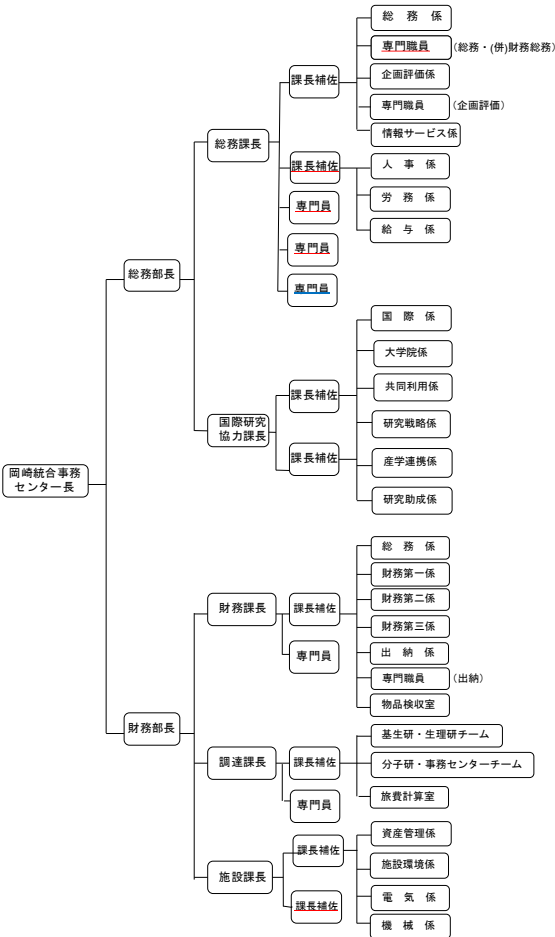 総　務　係
専門職員　(総務・(併)財務総務)
課長補佐
企画評価係
専門職員　(企画評価)
情報サービス係
総務課長
課長補佐
人　事　係
労　務　係
専門員
給　与　係
専門員
総務部長
専門員
国　際　係
大学院係
課長補佐
共同利用係
国際研究
協力課長
研究戦略係
課長補佐
産学連携係
研究助成係
岡崎統合事務
センター長
総　務　係
財務第一係
財務課長
課長補佐
財務第二係
財務第三係
専門員
出　納　係
専門職員　(出納)
物品検収室
財務部長
基生研・生理研チーム
調達課長
課長補佐
分子研・事務センターチーム
専門員
旅費計算室
資産管理係
課長補佐
施設環境係
施設課長
電　気　係
課長補佐
機　械　係